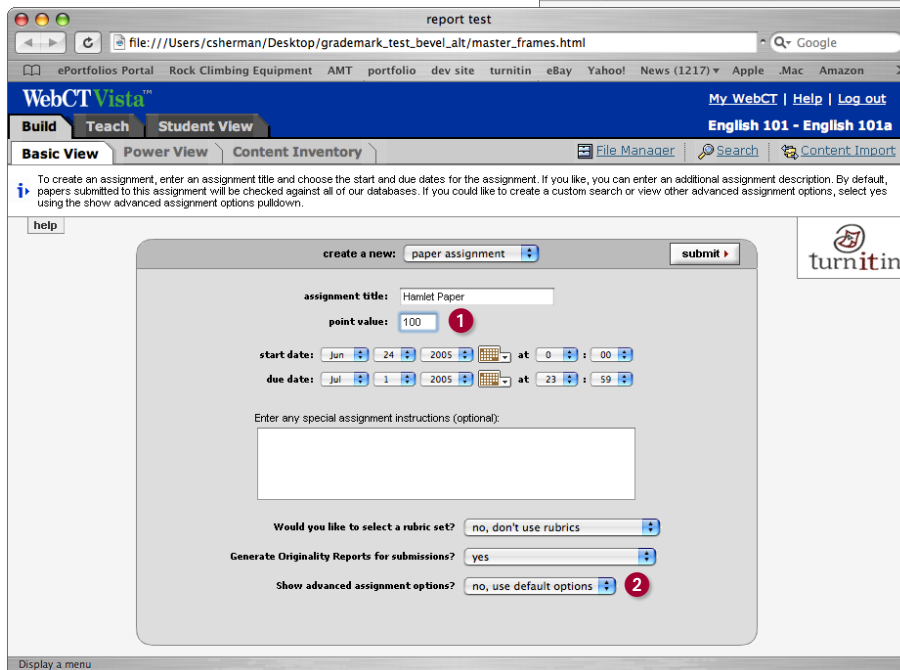 report test
file:///Users/csherman/Desktop/grademark_test_bevel_alt/master_frames.html
Google
ePortfolios Portal Rock Climbing Equipment AMT portfolio dev site turnitin eBay Yahoo! News (1217) Apple .Mac Amazon
WebCT Vista™
My WebCT | Help | Log out
Build Teach Student View
English 101 - English 101a
Basic View Power View Content Inventory
File Manager Search Content Import
To create an assignment, enter an assignment title and choose the start and due dates for the assignment. If you like, you can enter an additional assignment description. By default,
papers submitted to this assignment will be checked against all of our databases. If you could like to create a custom search or view other advanced assignment options, select yes
using the show advanced assignment options pulldown.
help
turnitin
create a new: paper assignment submit
assignment title: Hamlet Paper
point value: 100 1
start date: Jun 24 2005 at 0 : 00
due date: Jul 1 2005 at 23 : 59
Enter any special assignment instructions (optional):
Would you like to select a rubric set? no, don't use rubrics
Generate Originality Reports for submissions? yes
Show advanced assignment options? no, use default options 2
Display a menu